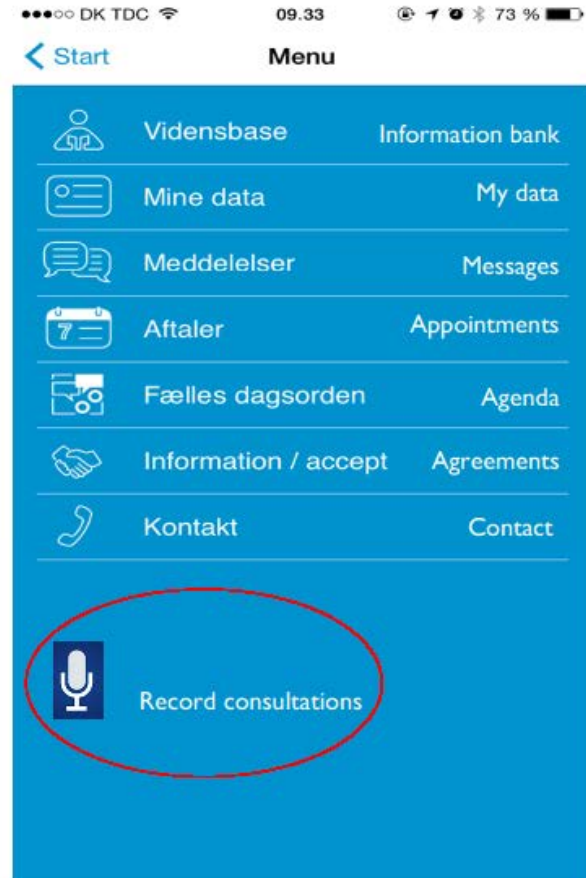 DK TDC 09.33 73 %
Start Menu
Vidensbase Information bank
Mine data My data
Meddelelser Messages
7 Aftaler Appointments
Fælles dagsorden Agenda
Information / accept Agreements
Kontakt Contact
Record consultations